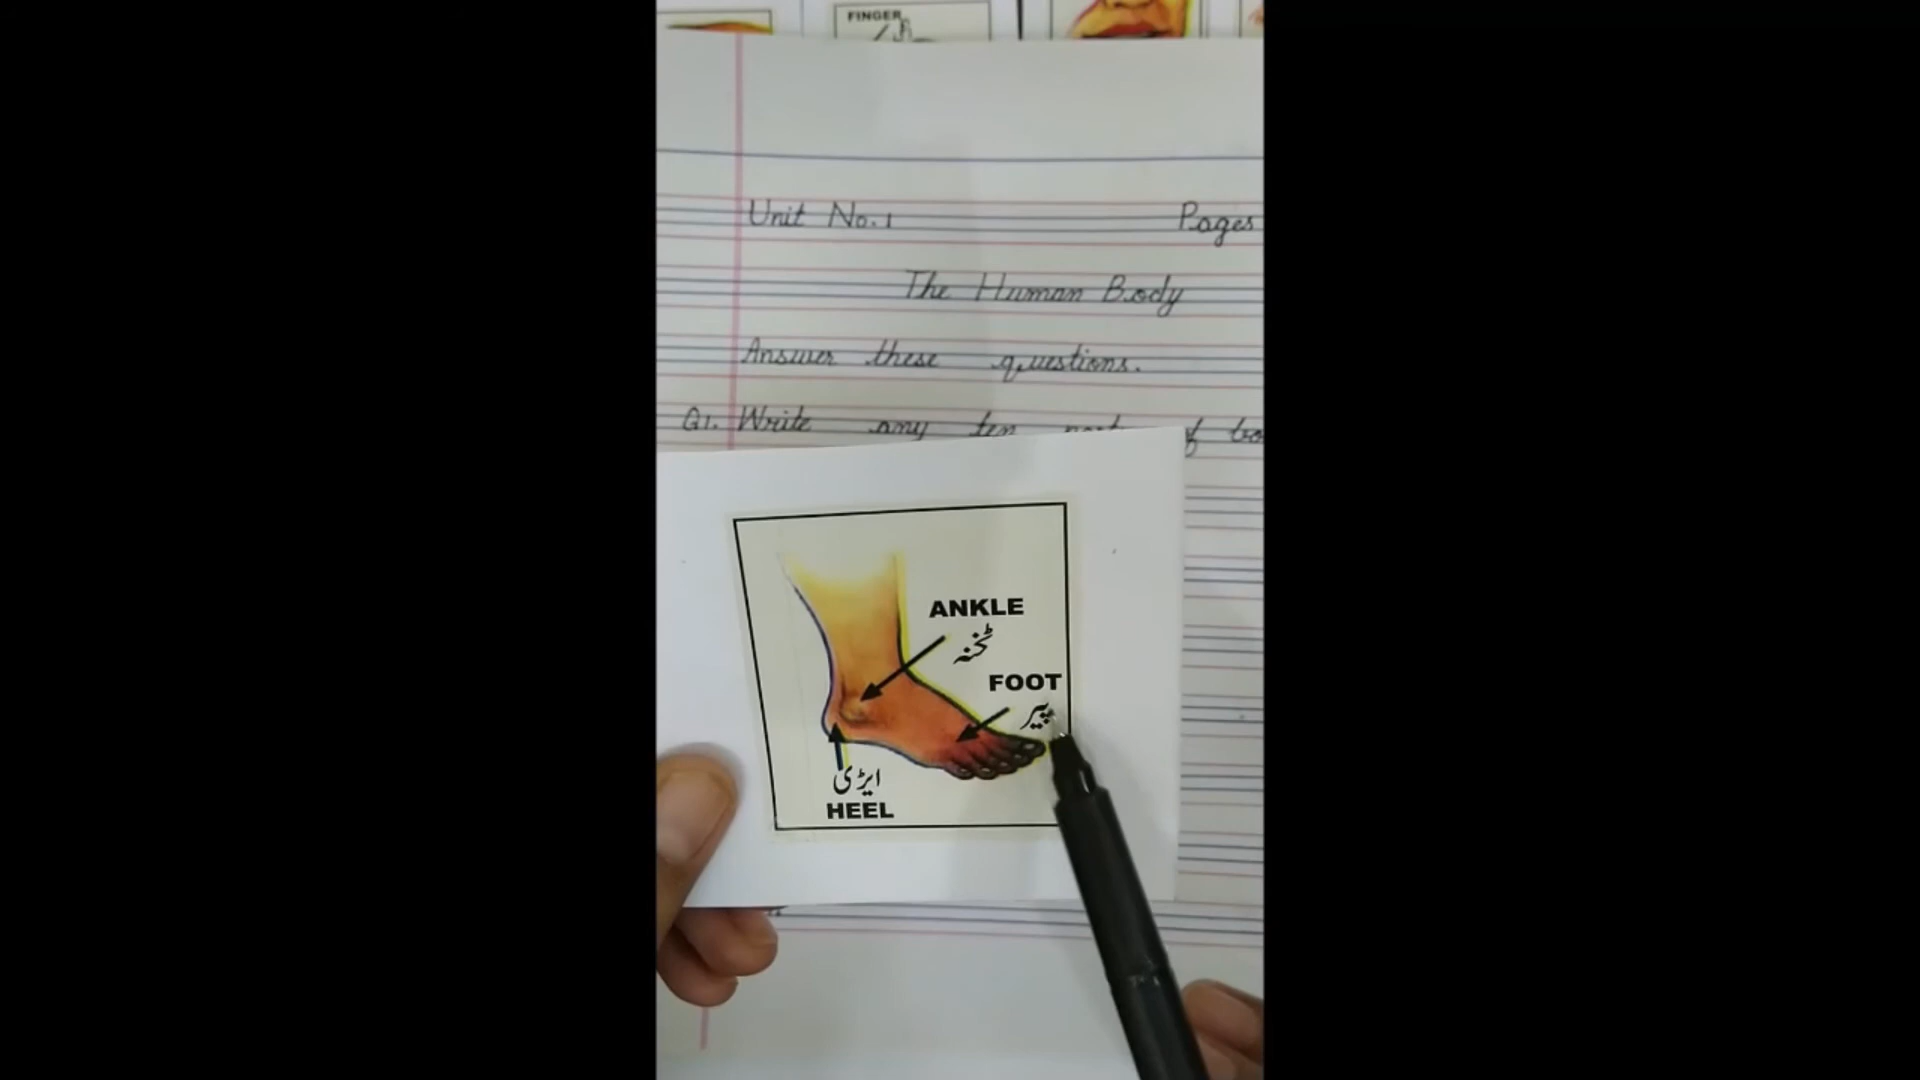 FINGER
Unit No. 1 Pages
The Human Body
Answer these questions.
Q1. Write any ten of
ANKLE
ٹخنہ
FOOT
پیر
ایڑی
HEEL